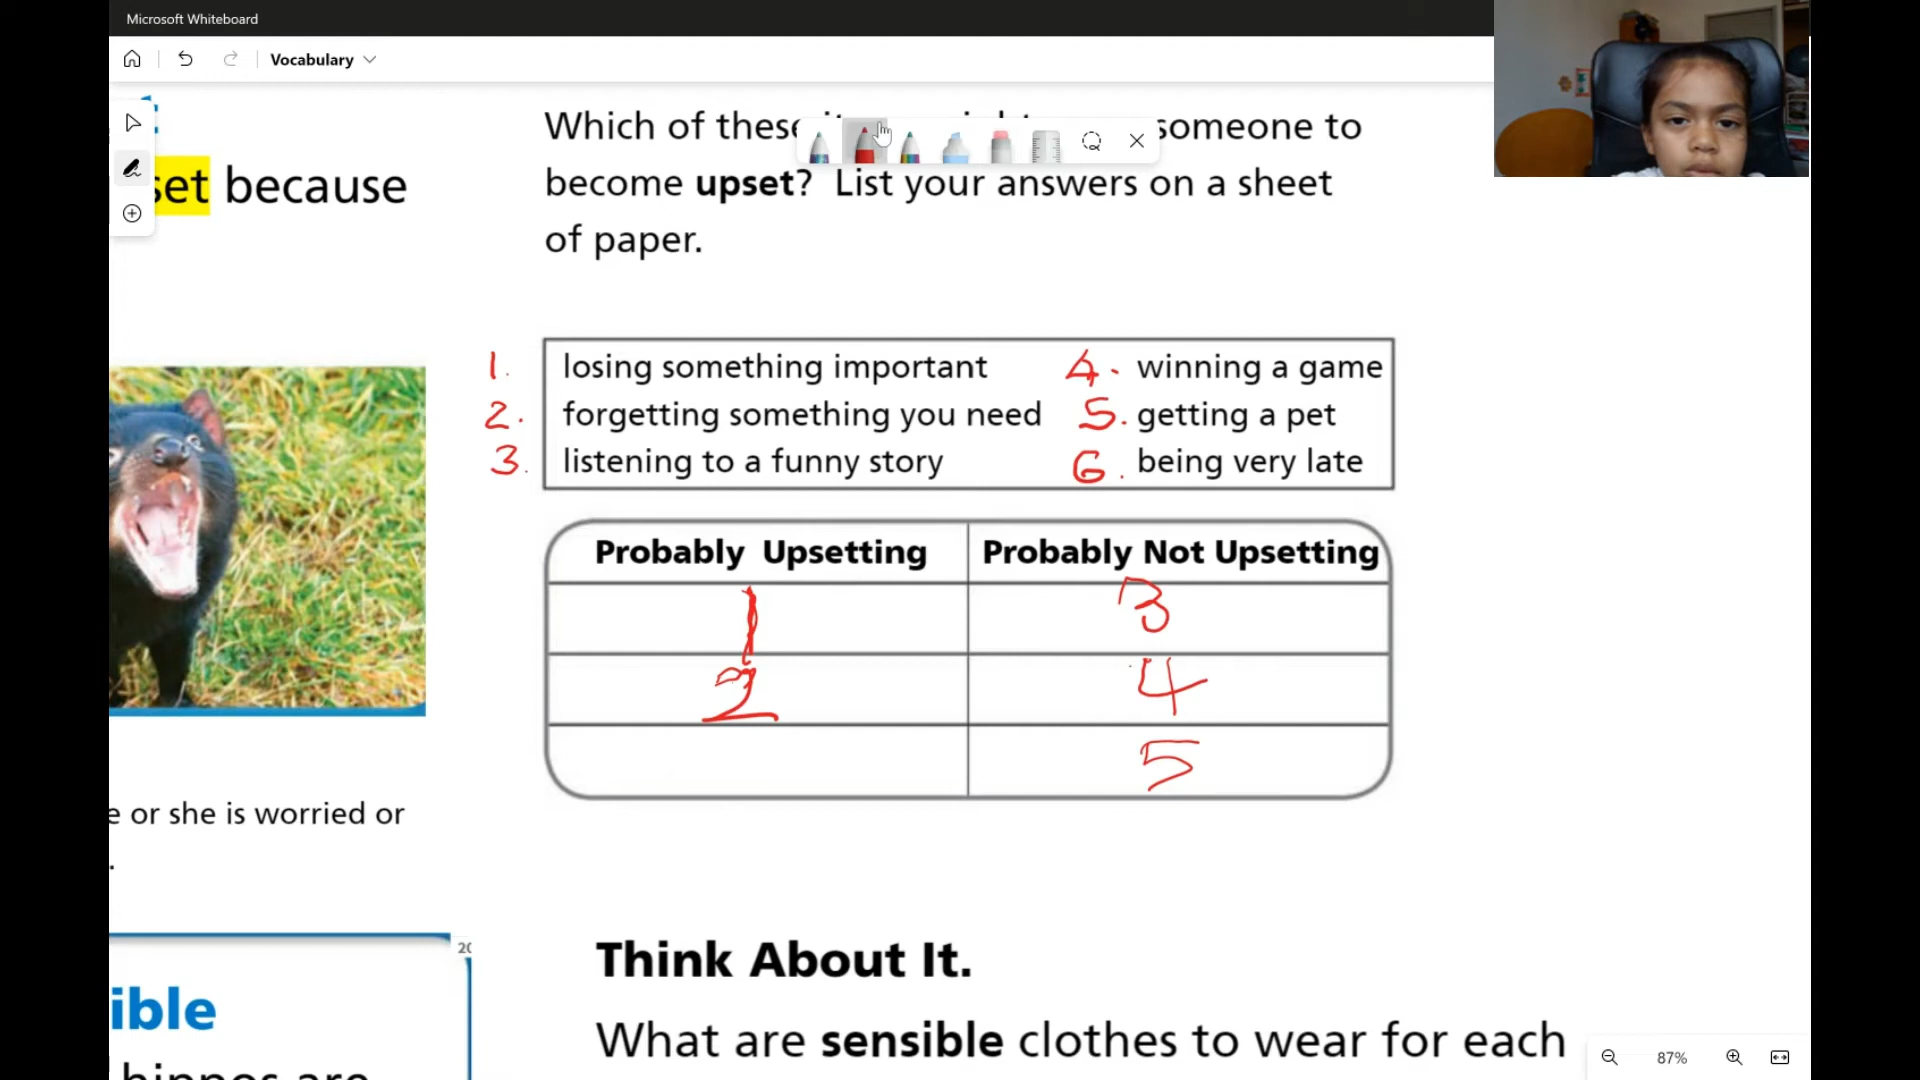 Microsoft Whiteboard
Vocabulary
set because
Which of these someone to
become upset? List your answers on a sheet
of paper.
1. losing something important
2. forgetting something you need
3. listening to a funny story
4. winning a game
5. getting a pet
6. being very late
Probably Upsetting Probably Not Upsetting
1 3
2 4
5
e or she is worried or
.
20
ible
hippos are
Think About It.
What are sensible clothes to wear for each
87%